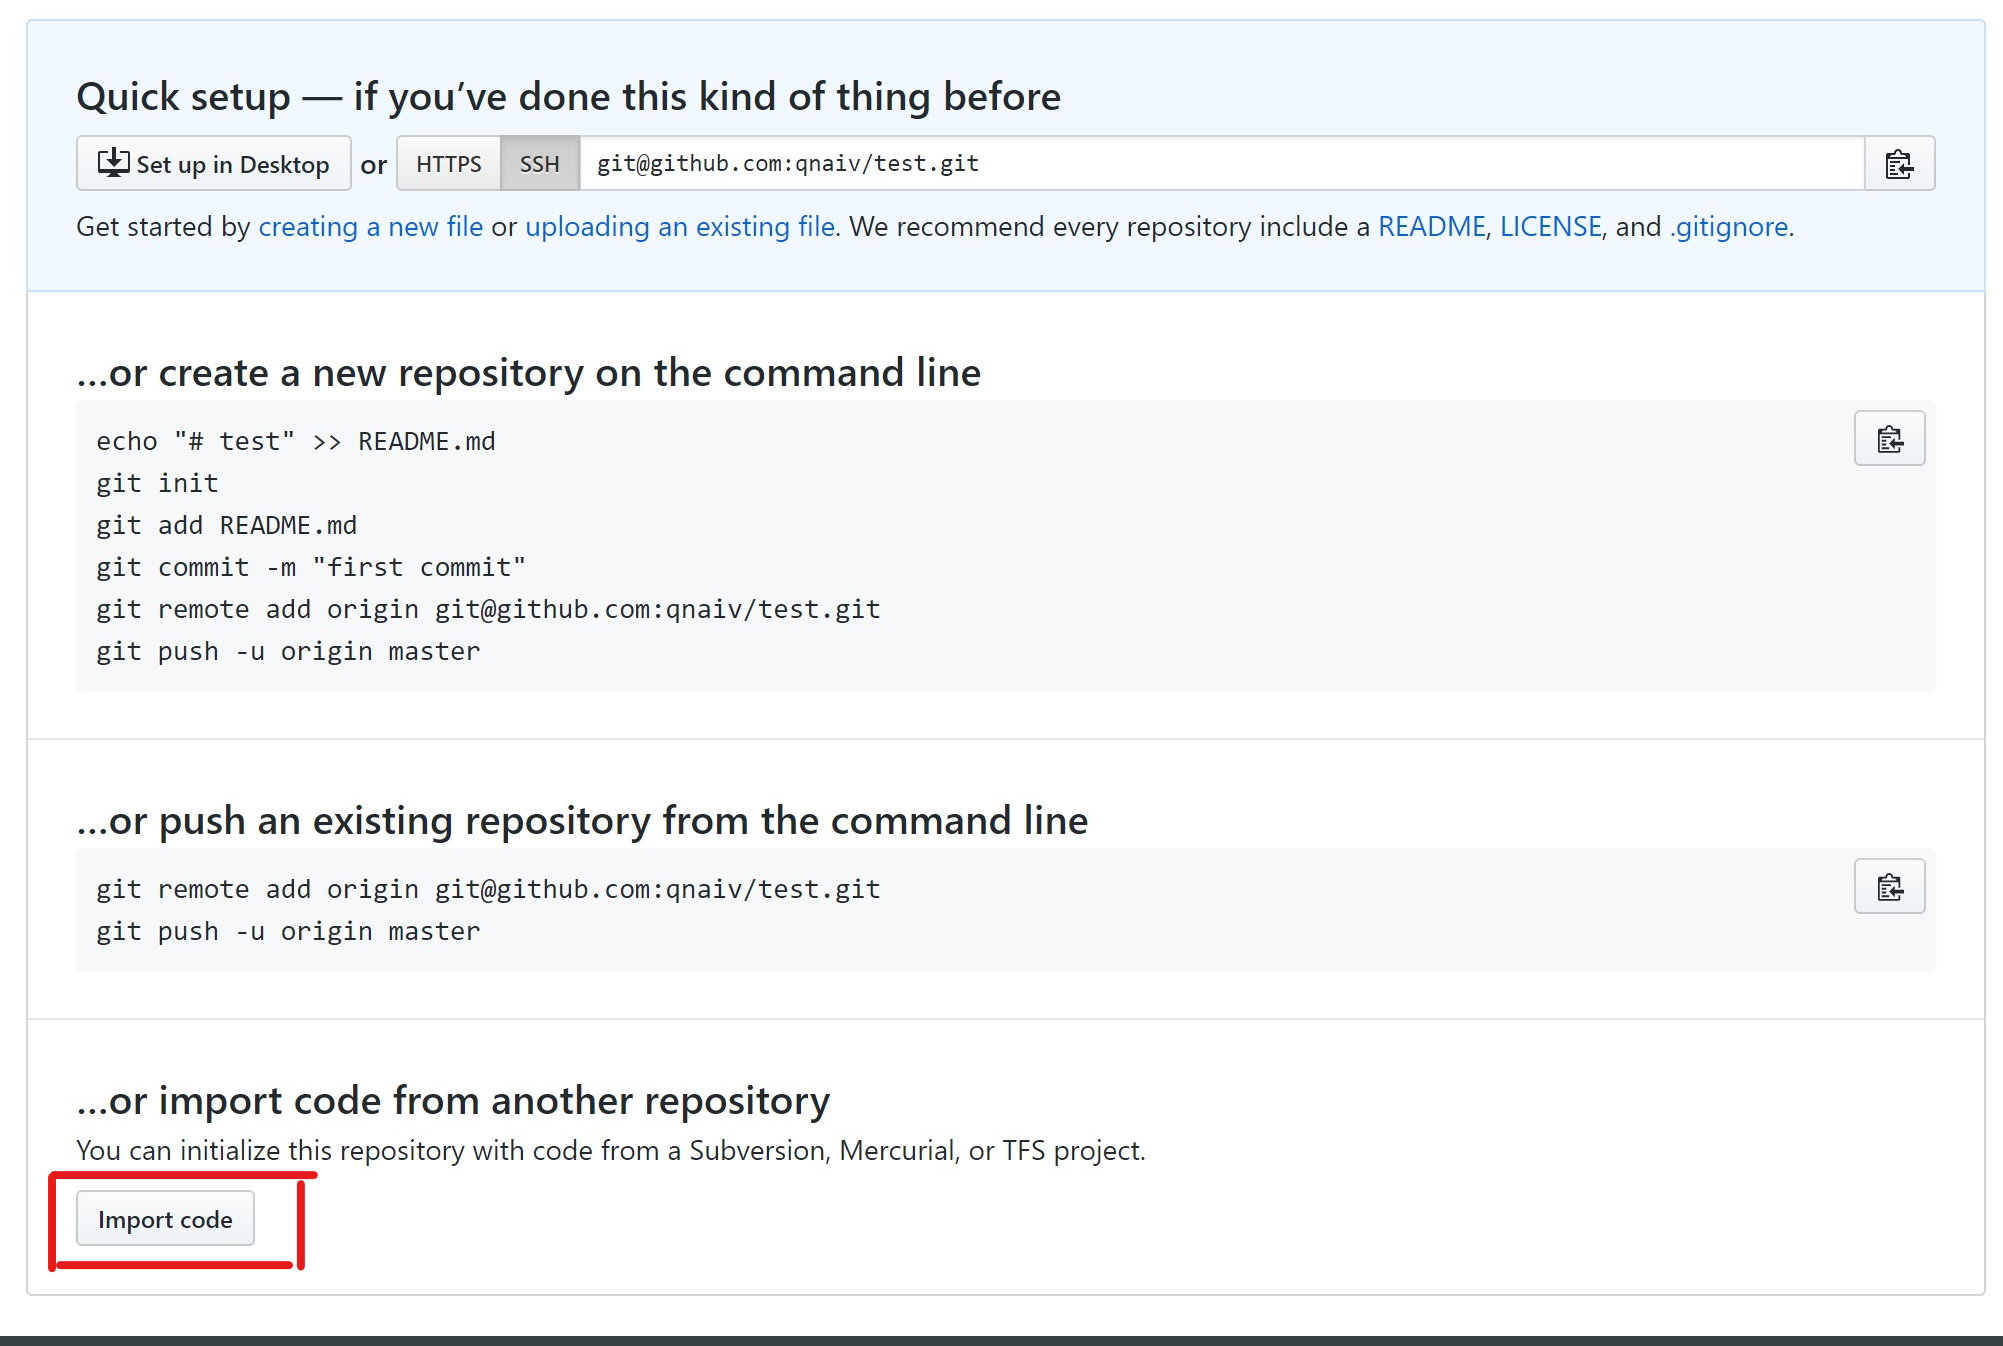 Quick setup — if you’ve done this kind of thing before
Set up in Desktop or HTTPS SSH git@github.com:qnaiv/test.git
Get started by creating a new file or uploading an existing file. We recommend every repository include a README, LICENSE, and .gitignore.
…or create a new repository on the command line
echo "# test" >> README.md
git init
git add README.md
git commit -m "first commit"
git remote add origin git@github.com:qnaiv/test.git
git push -u origin master
…or push an existing repository from the command line
git remote add origin git@github.com:qnaiv/test.git
git push -u origin master
…or import code from another repository
You can initialize this repository with code from a Subversion, Mercurial, or TFS project.
Import code